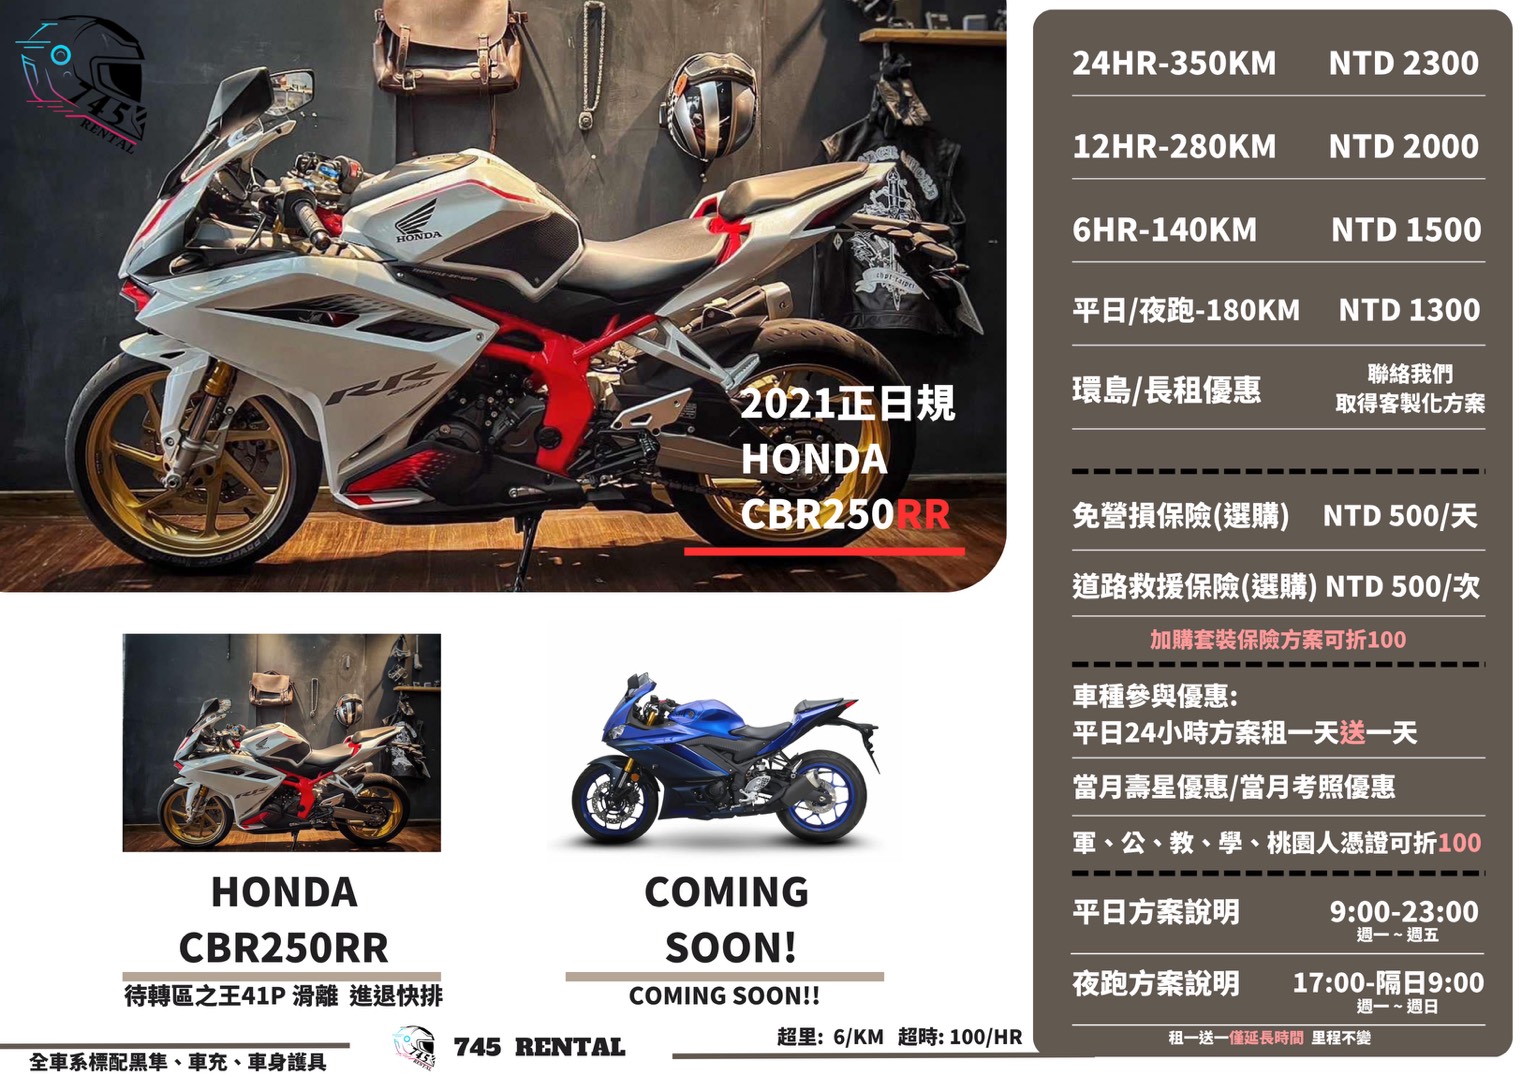 745
RENTAL
HONDA
RR
2021正日規
HONDA
CBR250RR
HONDA
CBR250RR
待轉區之王41P 滑離 進退快排
COMING
SOON!
COMING SOON!!
全車系標配黑隼、車充、車身護具
745 RENTAL
超里: 6/KM 超時: 100/HR
24HR-350KM NTD 2300
12HR-280KM NTD 2000
6HR-140KM NTD 1500
平日/夜跑-180KM NTD 1300
環島/長租優惠 聯絡我們
取得客製化方案
免營損保險(選購) NTD 500/天
道路救援保險(選購) NTD 500/次
加購套裝保險方案可折100
車種參與優惠:
平日24小時方案租一天送一天
當月壽星優惠/當月考照優惠
軍、公、教、學、桃園人憑證可折100
平日方案說明 9:00-23:00
週一 ~ 週五
夜跑方案說明 17:00-隔日9:00
週一 ~ 週日
租一送一僅延長時間 里程不變